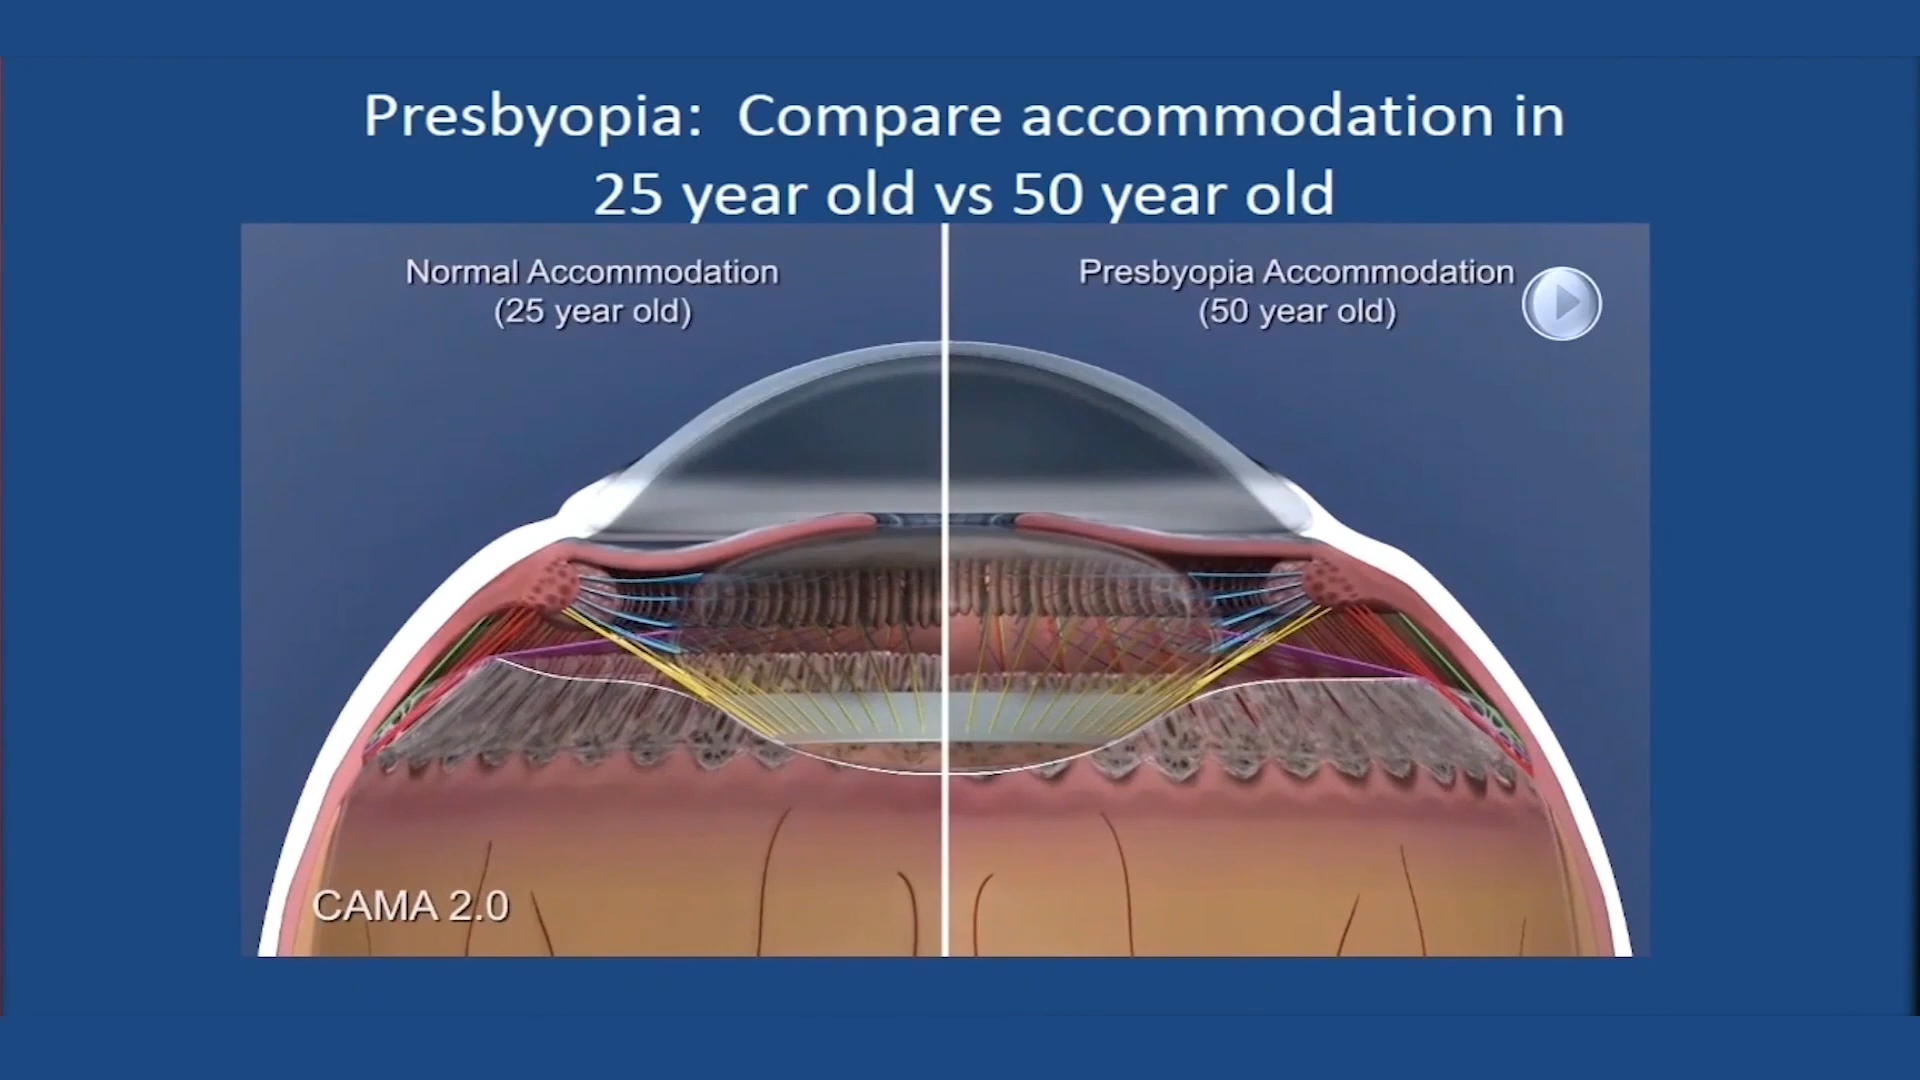 Presbyopia: Compare accommodation in
25 year old vs 50 year old
Normal Accommodation
(25 year old)
Presbyopia Accommodation
(50 year old)
CAMA 2.0